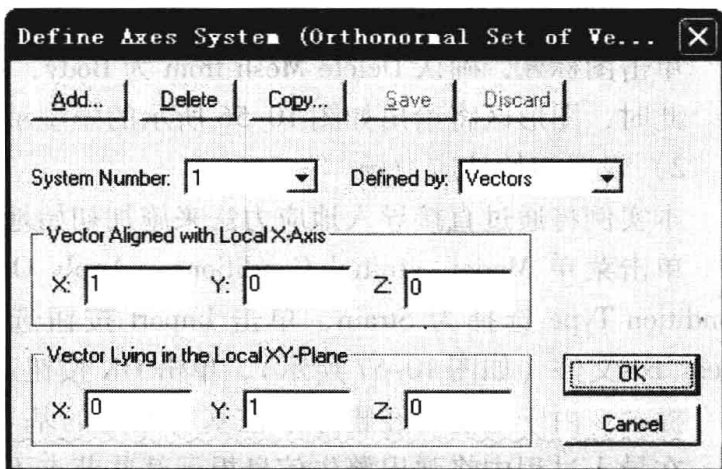 Define Axes System (Orthonormal Set of Ve...
Add... Delete Copy... Save Discard
System Number: 1 Defined by: Vectors
Vector Aligned with Local X-Axis
X: 1 Y: 0 Z: 0
Vector Lying in the Local XY-Plane
X: 0 Y: 1 Z: 0
OK
Cancel